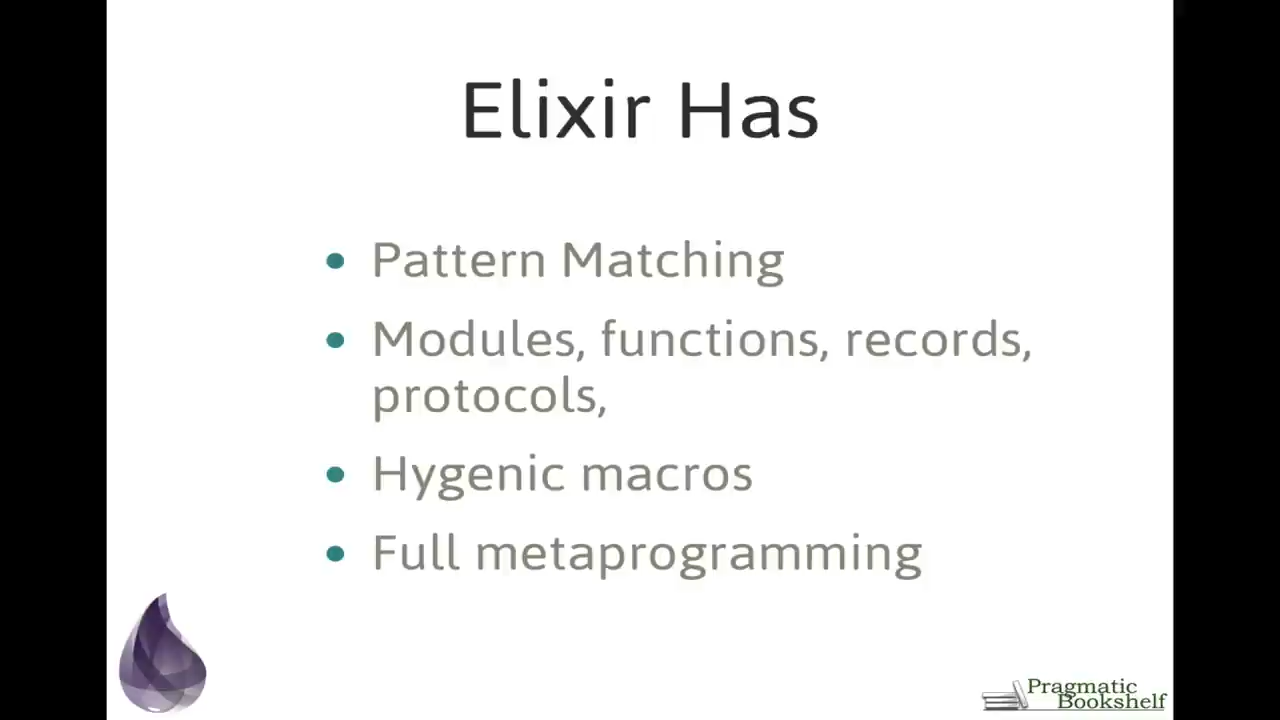 Elixir Has
• Pattern Matching
• Modules, functions, records,
protocols,
• Hygenic macros
• Full metaprogramming
Pragmatic
Bookshelf